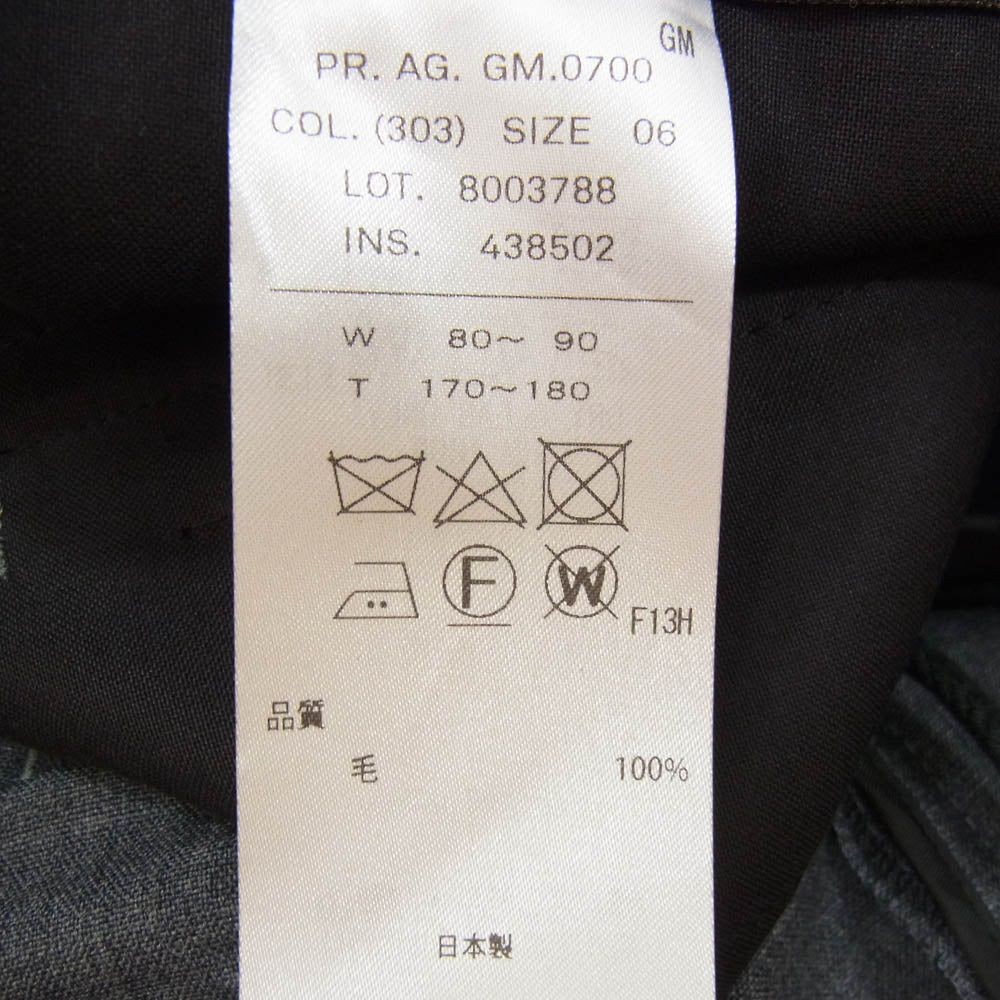 GM
PR. AG. GM.0700
COL. (303) SIZE 06
LOT. 8003788
INS. 438502
W 80～ 90
T 170～180
F W F13H
品質
毛 100%
日本製